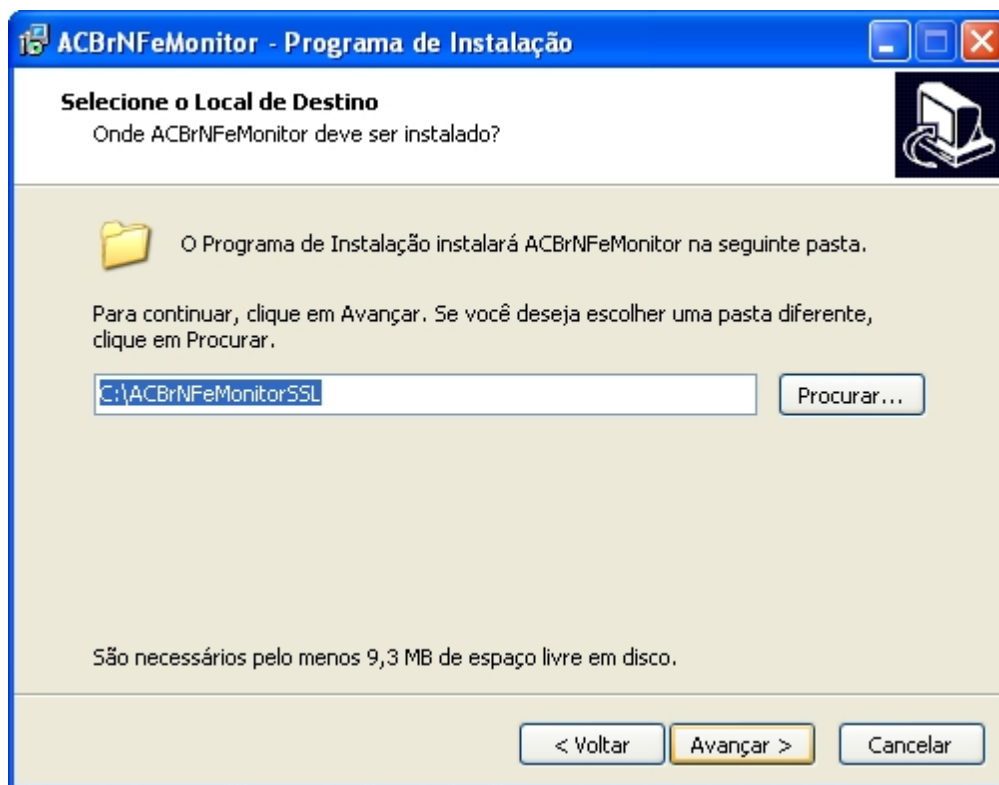 ACBrNFeMonitor - Programa de Instalação
Selecione o Local de Destino
Onde ACBrNFeMonitor deve ser instalado?
O Programa de Instalação instalará ACBrNFeMonitor na seguinte pasta.
Para continuar, clique em Avançar. Se você deseja escolher uma pasta diferente,
clique em Procurar.
C:\ACBrNFeMonitorSSL
Procurar...
São necessários pelo menos 9,3 MB de espaço livre em disco.
< Voltar
Avançar >
Cancelar